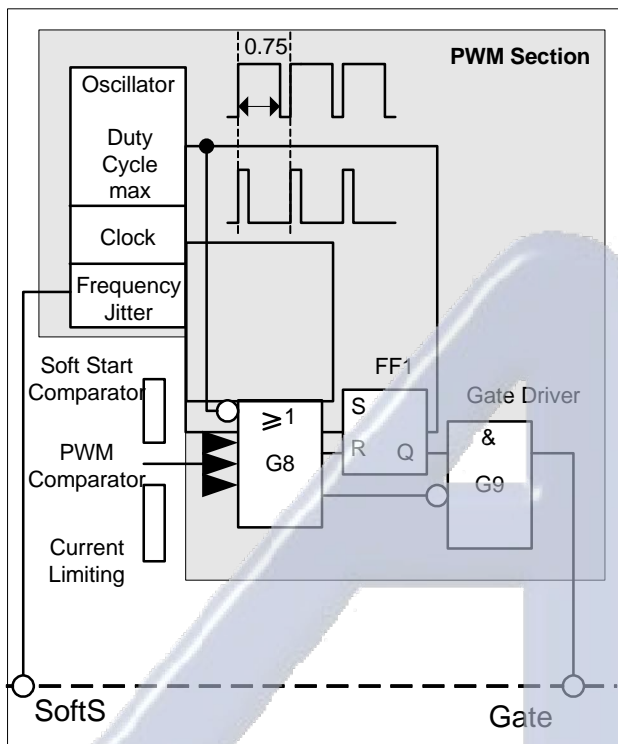 0.75
PWM Section
Oscillator
Duty
Cycle
max
Clock
Frequency
Jitter
Soft Start
Comparator
PWM
Comparator
Current
Limiting
FF1
Gate Driver
≥1
G8
S
R
Q
&
G9
SoftS
Gate